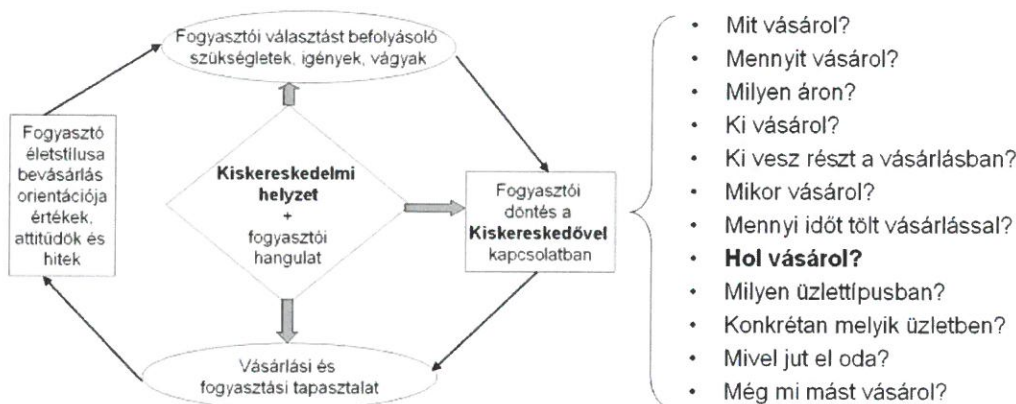 Fogyasztói választást befolyásoló
szükségletek, igények, vágyak
Fogyasztó
életstílusa
bevásárlás
orientációja
értékek,
attitűdök és
hitek
Kiskereskedelmi
helyzet
+
fogyasztói
hangulat
Fogyasztói
döntés a
Kiskereskedővel
kapcsolatban
Vásárlási és
fogyasztási tapasztalat
• Mit vásárol?
• Mennyit vásárol?
• Milyen áron?
• Ki vásárol?
• Ki vesz részt a vásárlásban?
• Mikor vásárol?
• Mennyi időt tölt vásárlással?
• Hol vásárol?
• Milyen üzlettípusban?
• Konkrétan melyik üzletben?
• Mivel jut el oda?
• Még mi mást vásárol?